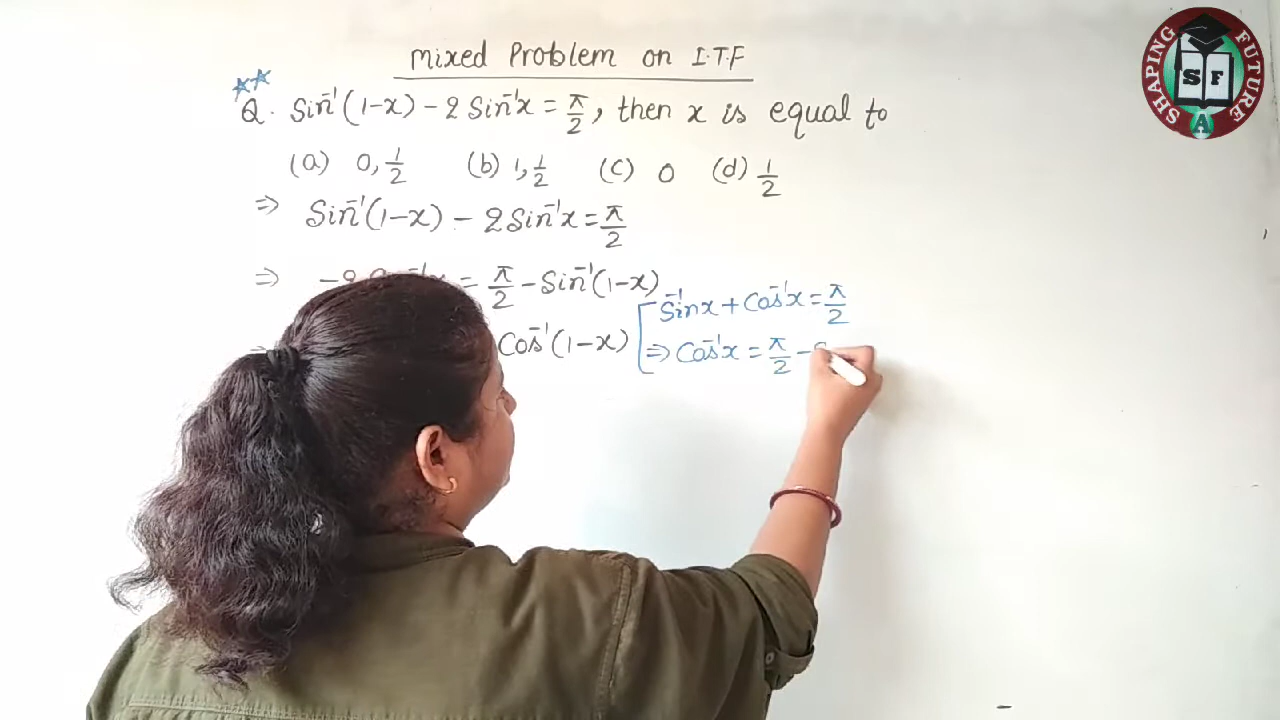 Mixed Problem on I.T.F
Q. Sin⁻¹(1-x) - 2 Sin⁻¹x = π/2, then x is equal to
(a) 0, 1/2 (b) 1, 1/2 (c) 0 (d) 1/2
⇒ Sin⁻¹(1-x) - 2 Sin⁻¹x = π/2
⇒ = π/2 - Sin⁻¹(1-x)
Cos⁻¹(1-x)
[Sin⁻¹x + Cos⁻¹x = π/2
⇒ Cos⁻¹x = π/2 -
SHAPING FUTURE
S F
A